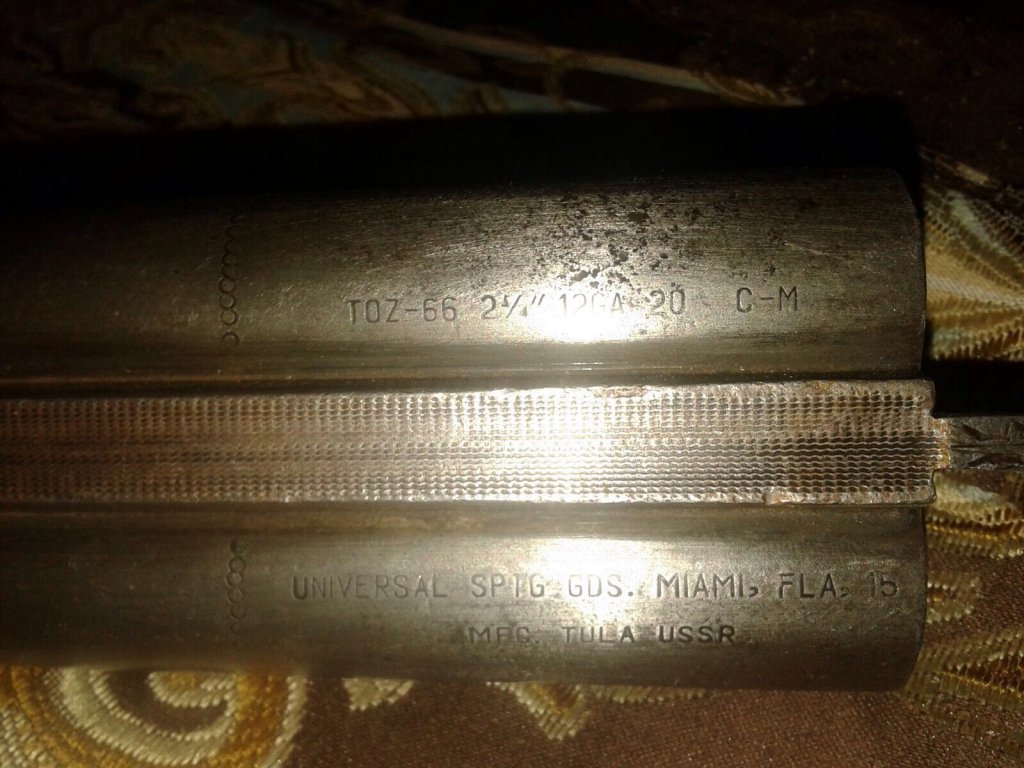 TOZ-66 2¾" 12GA 20 C-M
UNIVERSAL SPTG GDS. MIAMI, FLA, 15
MFG. TULA USSR